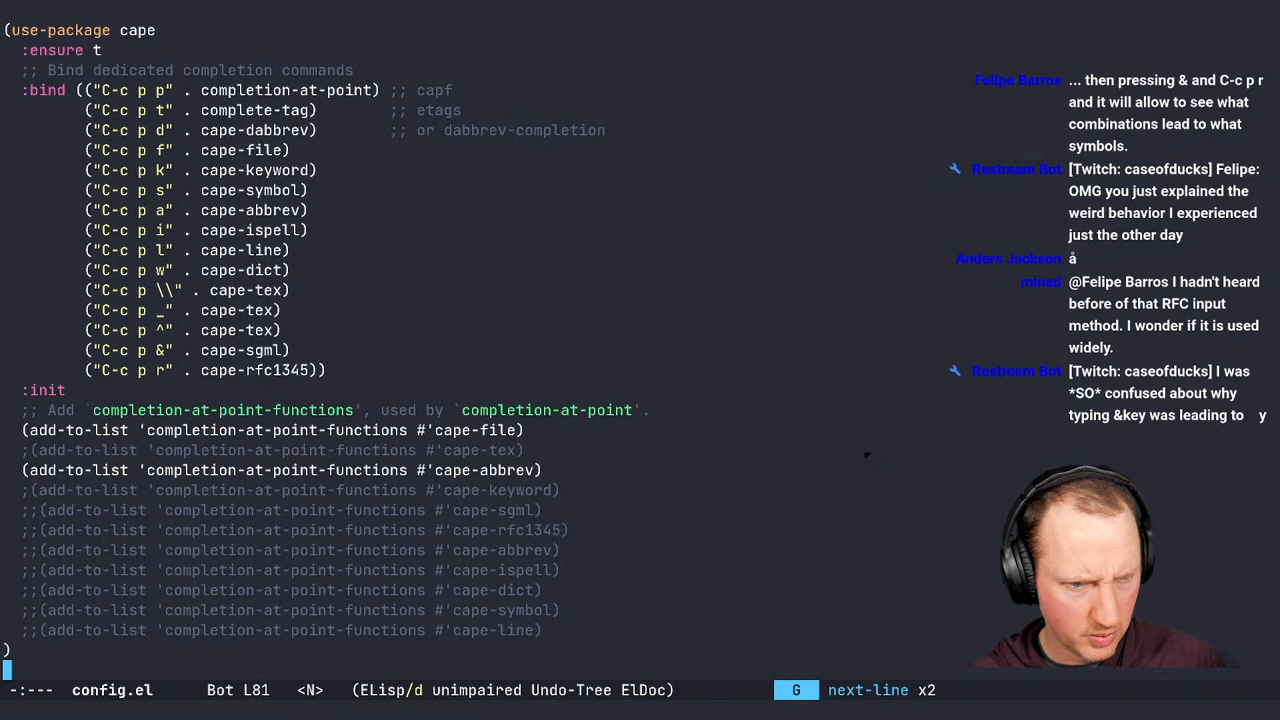 (use-package cape
:ensure t
;; Bind dedicated completion commands
:bind (("C-c p p" . completion-at-point) ;; capf
("C-c p t" . complete-tag)        ;; etags
("C-c p d" . cape-dabbrev)        ;; or dabbrev-completion
("C-c p f" . cape-file)
("C-c p k" . cape-keyword)
("C-c p s" . cape-symbol)
("C-c p a" . cape-abbrev)
("C-c p i" . cape-ispell)
("C-c p l" . cape-line)
("C-c p w" . cape-dict)
("C-c p \\" . cape-tex)
("C-c p _" . cape-tex)
("C-c p ^" . cape-tex)
("C-c p &" . cape-sgml)
("C-c p r" . cape-rfc1345))
:init
;; Add `completion-at-point-functions', used by `completion-at-point'.
(add-to-list 'completion-at-point-functions #'cape-file)
;(add-to-list 'completion-at-point-functions #'cape-tex)
(add-to-list 'completion-at-point-functions #'cape-abbrev)
;(add-to-list 'completion-at-point-functions #'cape-keyword)
;;(add-to-list 'completion-at-point-functions #'cape-sgml)
;;(add-to-list 'completion-at-point-functions #'cape-rfc1345)
;;(add-to-list 'completion-at-point-functions #'cape-abbrev)
;;(add-to-list 'completion-at-point-functions #'cape-ispell)
;;(add-to-list 'completion-at-point-functions #'cape-dict)
;;(add-to-list 'completion-at-point-functions #'cape-symbol)
;;(add-to-list 'completion-at-point-functions #'cape-line)
)
-:--- config.el Bot L81 <N> (ELisp/d unimpaired Undo-Tree ElDoc) G next-line x2
Felipe Barros ... then pressing & and C-c p r
and it will allow to see what
combinations lead to what
symbols.
Restream Bot [Twitch: caseofducks] Felipe:
OMG you just explained the
weird behavior I experienced
just the other day
Anders Jackson å
minad @Felipe Barros I hadn't heard
before of that RFC input
method. I wonder if it is used
widely.
Restream Bot [Twitch: caseofducks] I was
*SO* confused about why
typing &key was leading to y